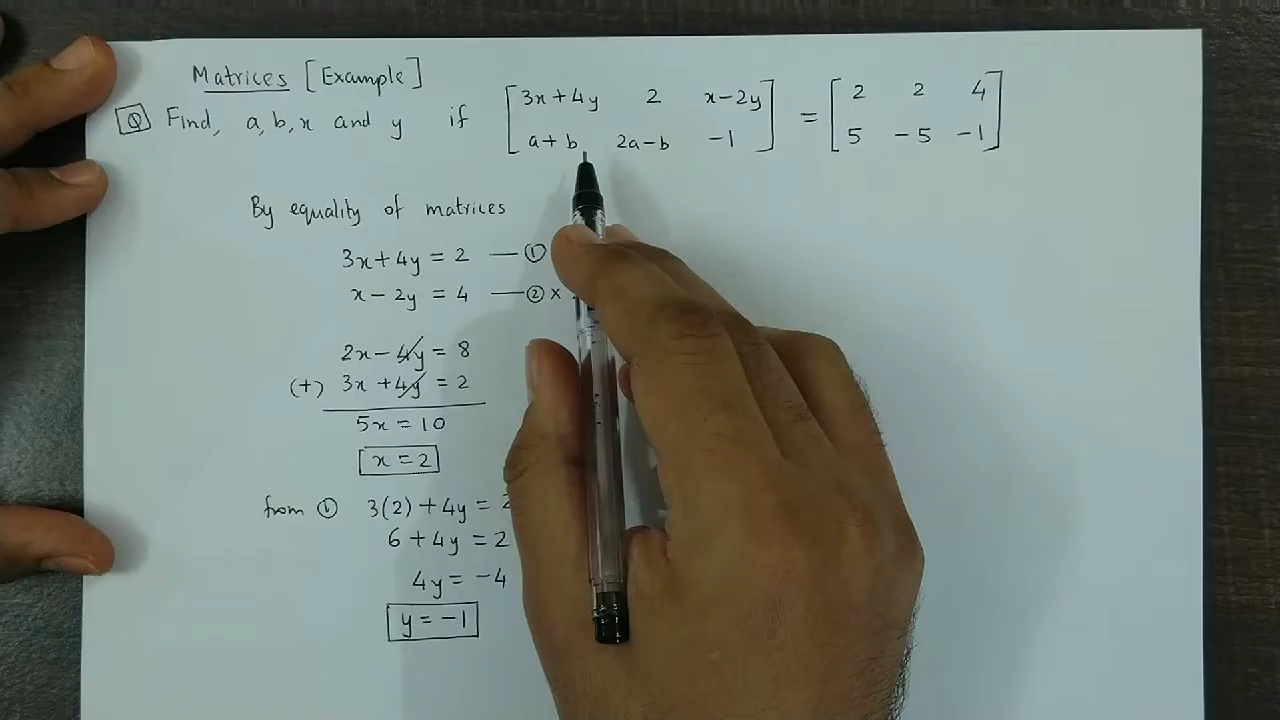 Matrices [Example]
Q Find, a, b, x and y if [3x+4y 2 x-2y] = [2 2 4]
[a+b 2a-b -1] [5 -5 -1]
By equality of matrices
3x+4y = 2 — ①
x - 2y = 4 — ② ×
2x - 4y = 8
(+) 3x + 4y = 2
5x = 10
x = 2
from ① 3(2) + 4y = 2
6 + 4y = 2
4y = -4
y = -1